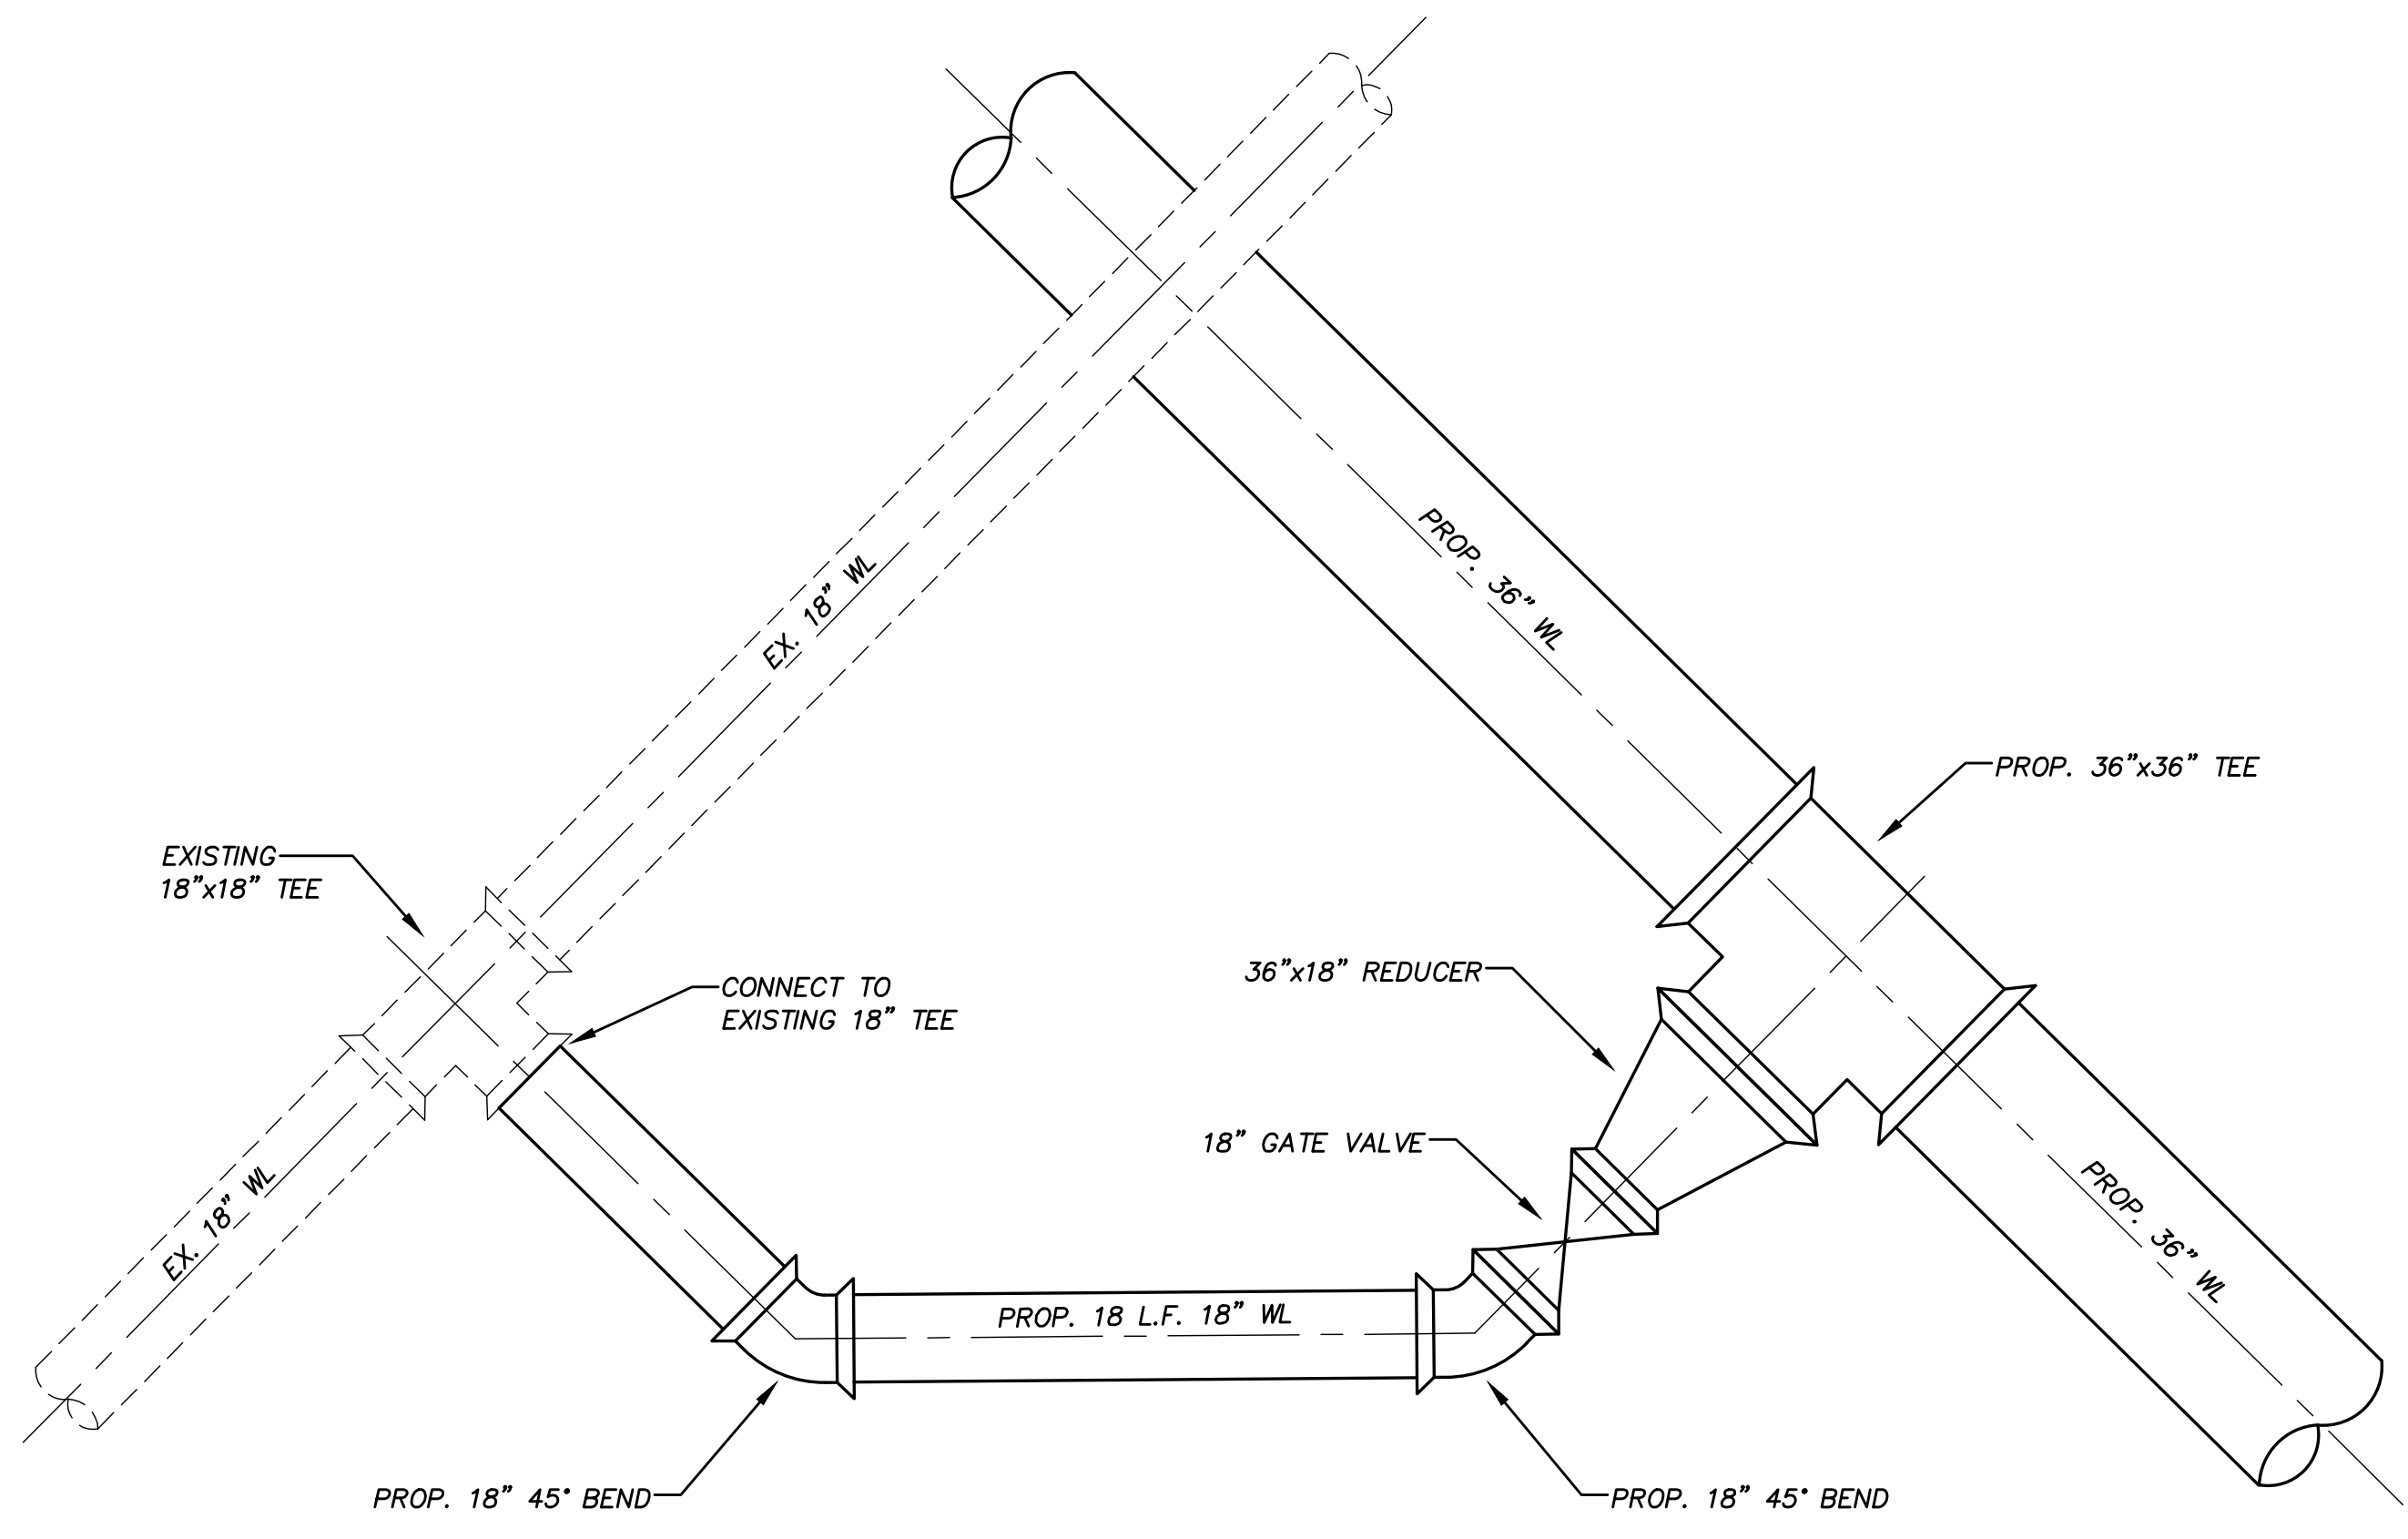 PROP. 36" WL
EX. 18" WL
PROP. 36"x36" TEE
EXISTING
18"x18" TEE
36"x18" REDUCER
CONNECT TO
EXISTING 18" TEE
18" GATE VALVE
EX. 18" WL
PROP. 36" WL
PROP. 18 L.F. 18" WL
PROP. 18" 45° BEND
PROP. 18" 45° BEND